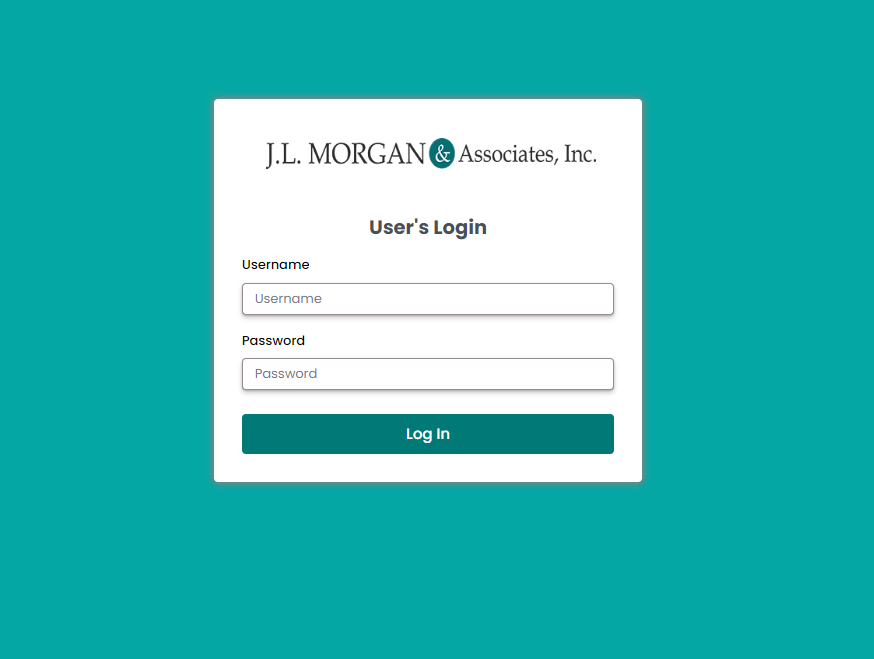 J.L. MORGAN & Associates, Inc.
User's Login
Username
Username
Password
Password
Log In